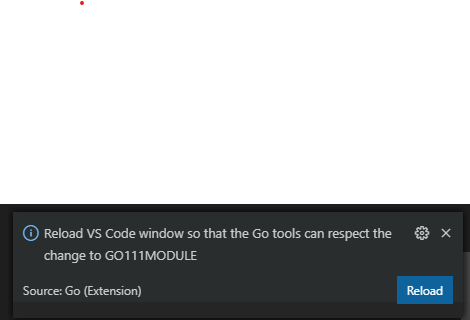 Reload VS Code window so that the Go tools can respect the
change to GO111MODULE
Source: Go (Extension)
Reload